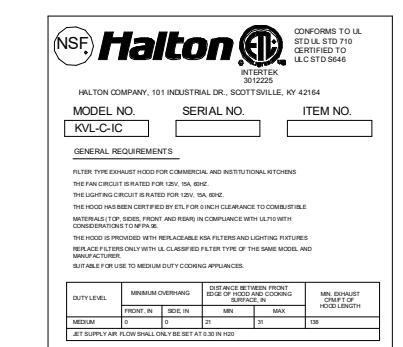 NSF. Halton ETL
CONFORMS TO UL
STD UL STD 710
CERTIFIED TO
ULC STD S646
INTERTEK
3012225
HALTON COMPANY, 101 INDUSTRIAL DR., SCOTTSVILLE, KY 42164
MODEL NO. SERIAL NO. ITEM NO.
KVL-C-IC
GENERAL REQUIREMENTS
FILTER TYPE EXHAUST HOOD FOR COMMERCIAL AND INSTITUTIONAL KITCHENS
THE FAN CIRCUIT IS RATED FOR 125V, 15A, 60HZ.
THE LIGHTING CIRCUIT IS RATED FOR 125V, 15A, 60HZ.
THE HOOD HAS BEEN CERTIFIED BY ETL FOR 0 INCH CLEARANCE TO COMBUSTIBLE
MATERIALS (TOP, SIDES, FRONT AND REAR) IN COMPLIANCE WITH UL710 WITH
CONSIDERATIONS TO NFPA 96.
THE HOOD IS PROVIDED WITH REPLACEABLE KSA FILTERS AND LIGHTING FIXTURES
REPLACE FILTERS ONLY WITH UL CLASSIFIED FILTER TYPE OF THE SAME MODEL AND
MANUFACTURER.
SUITABLE FOR USE TO MEDIUM DUTY COOKING APPLIANCES.
DUTY LEVEL MINIMUM OVERHANG DISTANCE BETWEEN FRONT EDGE OF HOOD AND COOKING SURFACE, IN MIN. EXHAUST CFM/FT OF HOOD LENGTH
FRONT, IN SIDE, IN MIN MAX
MEDIUM 0 0 21 31 138
JET SUPPLY AIR FLOW SHALL ONLY BE SET AT 0.30 IN H20